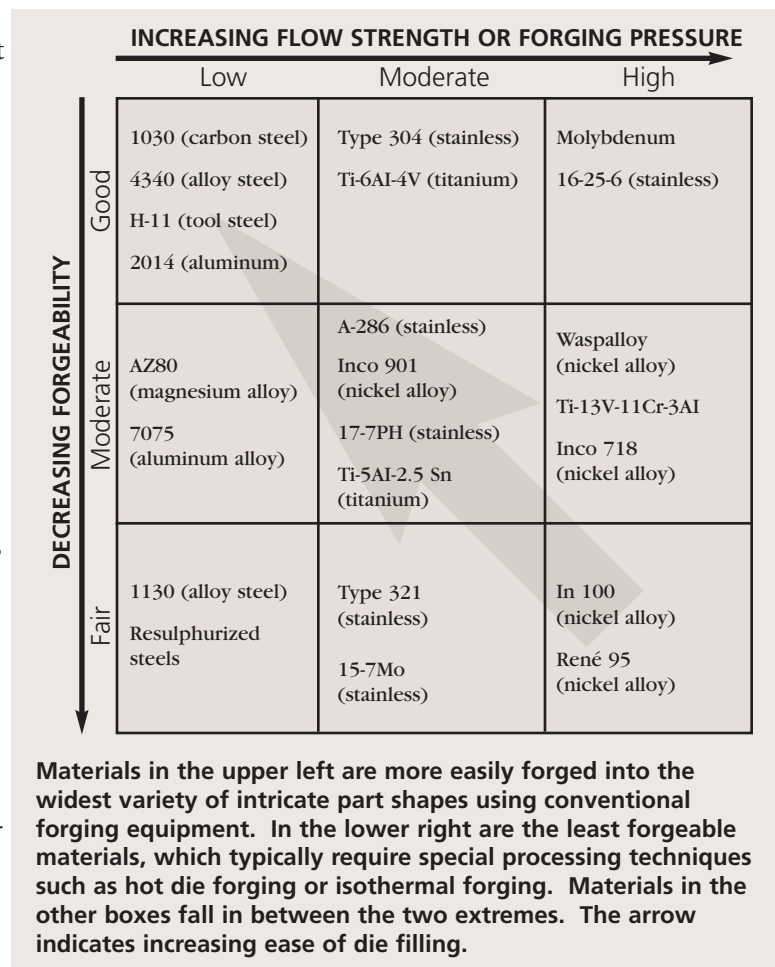 INCREASING FLOW STRENGTH OR FORGING PRESSURE
Low
Moderate
High
DECREASING FORGEABILITY
Good
1030 (carbon steel)
4340 (alloy steel)
H-11 (tool steel)
2014 (aluminum)
Type 304 (stainless)
Ti-6AI-4V (titanium)
Molybdenum
16-25-6 (stainless)
Moderate
AZ80
(magnesium alloy)
7075
(aluminum alloy)
A-286 (stainless)
Inco 901
(nickel alloy)
17-7PH (stainless)
Ti-5AI-2.5 Sn
(titanium)
Waspalloy
(nickel alloy)
Ti-13V-11Cr-3AI
Inco 718
(nickel alloy)
Fair
1130 (alloy steel)
Resulphurized
steels
Type 321
(stainless)
15-7Mo
(stainless)
In 100
(nickel alloy)
René 95
(nickel alloy)
Materials in the upper left are more easily forged into the
widest variety of intricate part shapes using conventional
forging equipment.  In the lower right are the least forgeable
materials, which typically require special processing techniques
such as hot die forging or isothermal forging.  Materials in the
other boxes fall in between the two extremes.  The arrow
indicates increasing ease of die filling.